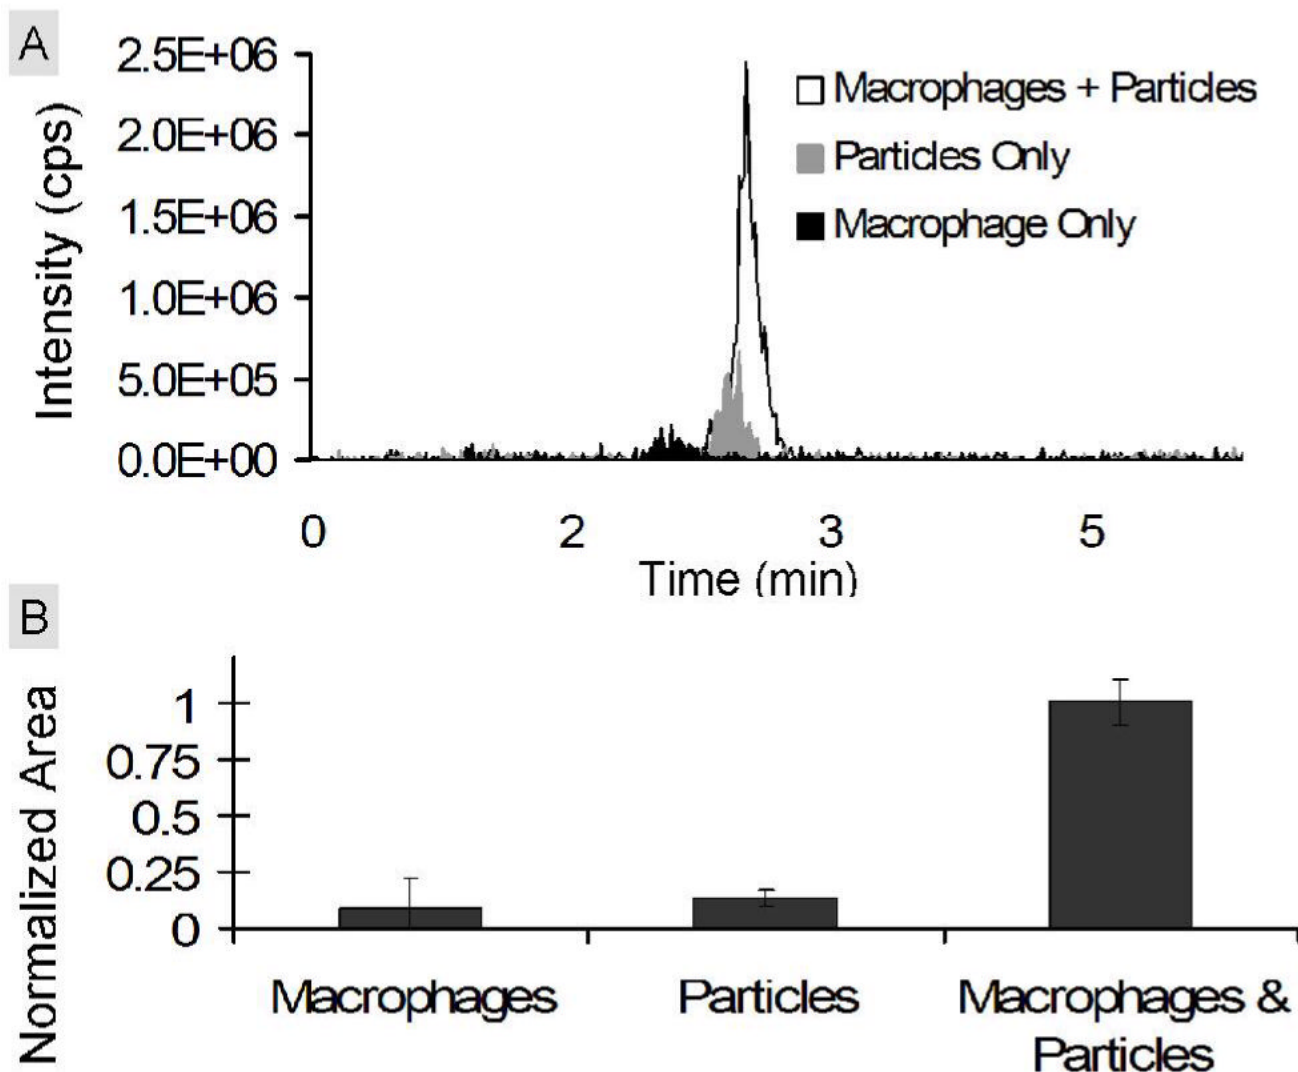 A
2.5E+06
2.0E+06
1.5E+06
1.0E+06
5.0E+05
0.0E+00
Intensity (cps)
Macrophages + Particles
Particles Only
Macrophage Only
0 2 3 5
Time (min)
B
1
0.75
0.5
0.25
0
Normalized Area
Macrophages
Particles
Macrophages &
Particles